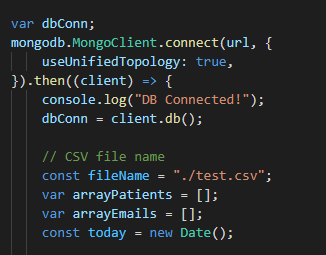 var dbConn;
mongodb.MongoClient.connect(url, {
    useUnifiedTopology: true,
}).then((client) => {
    console.log("DB Connected!");
    dbConn = client.db();

    // CSV file name
    const fileName = "./test.csv";
    var arrayPatients = [];
    var arrayEmails = [];
    const today = new Date();